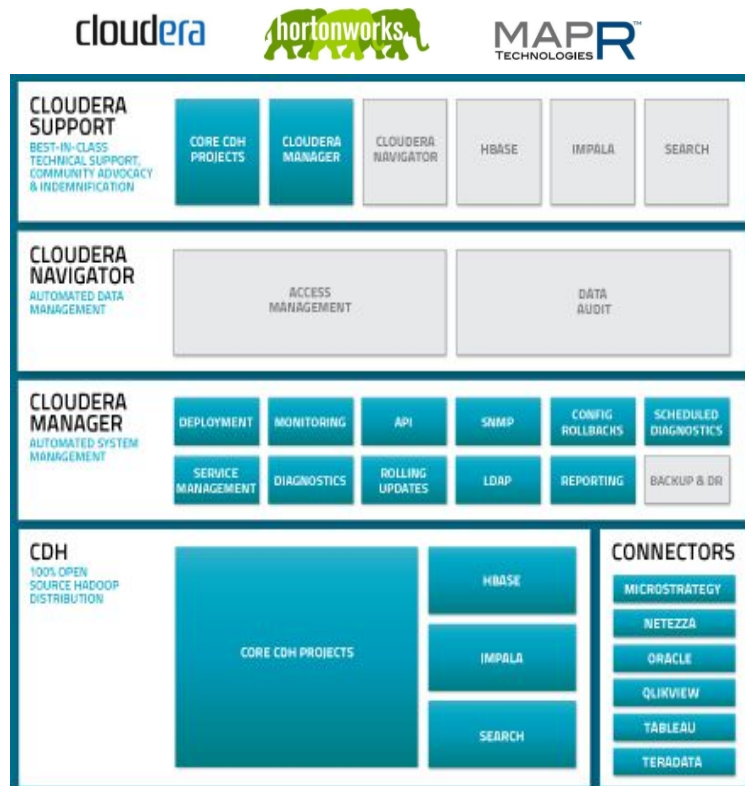 cloudera
hortonworks
MAPR™
TECHNOLOGIES
CLOUDERA
SUPPORT
BEST-IN-CLASS
TECHNICAL SUPPORT,
COMMUNITY ADVOCACY
& INDEMNIFICATION
CORE CDH
PROJECTS
CLOUDERA
MANAGER
CLOUDERA
NAVIGATOR
HBASE
IMPALA
SEARCH
CLOUDERA
NAVIGATOR
AUTOMATED DATA
MANAGEMENT
ACCESS
MANAGEMENT
DATA
AUDIT
CLOUDERA
MANAGER
AUTOMATED SYSTEM
MANAGEMENT
DEPLOYMENT
MONITORING
API
SNMP
CONFIG
ROLLBACKS
SCHEDULED
DIAGNOSTICS
SERVICE
MANAGEMENT
DIAGNOSTICS
ROLLING
UPDATES
LDAP
REPORTING
BACKUP & DR
CDH
100% OPEN
SOURCE HADOOP
DISTRIBUTION
CORE CDH PROJECTS
HBASE
IMPALA
SEARCH
CONNECTORS
MICROSTRATEGY
NETEZZA
ORACLE
QLIKVIEW
TABLEAU
TERADATA